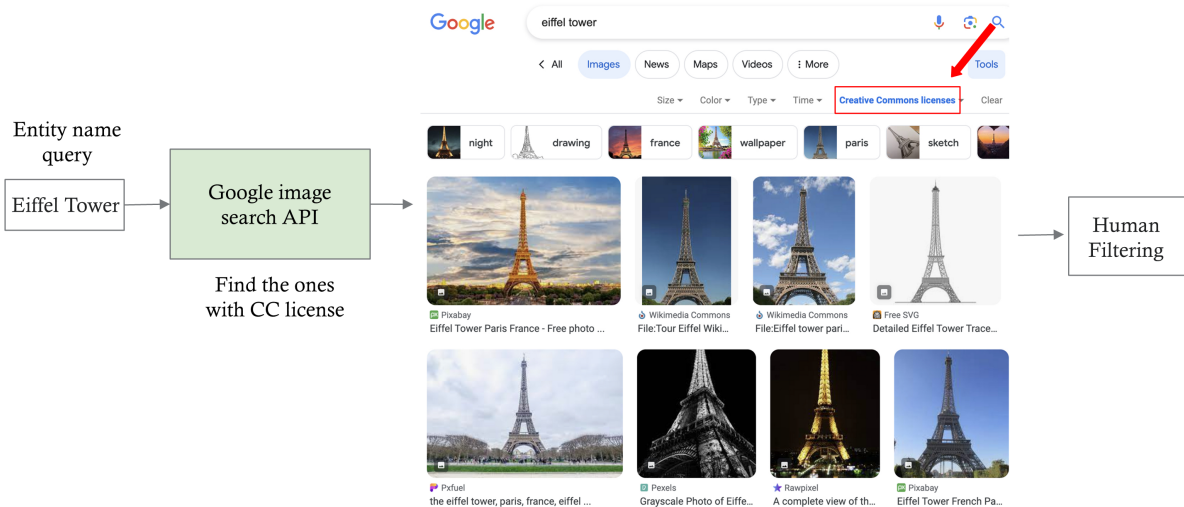 Entity name
query
Eiffel Tower
Google image
search API
Find the ones
with CC license
Google
eiffel tower
All Images News Maps Videos More Tools
Size Color Type Time Creative Commons licenses Clear
night drawing france wallpaper paris sketch
Pixabay
Eiffel Tower Paris France - Free photo ...
Wikimedia Commons
File:Tour Eiffel Wiki...
Wikimedia Commons
File:Eiffel tower pari...
Free SVG
Detailed Eiffel Tower Trace...
Pxfuel
the eiffel tower, paris, france, eiffel ...
Pexels
Grayscale Photo of Eiffe...
Rawpixel
A complete view of th...
Pixabay
Eiffel Tower French Pa...
Human
Filtering